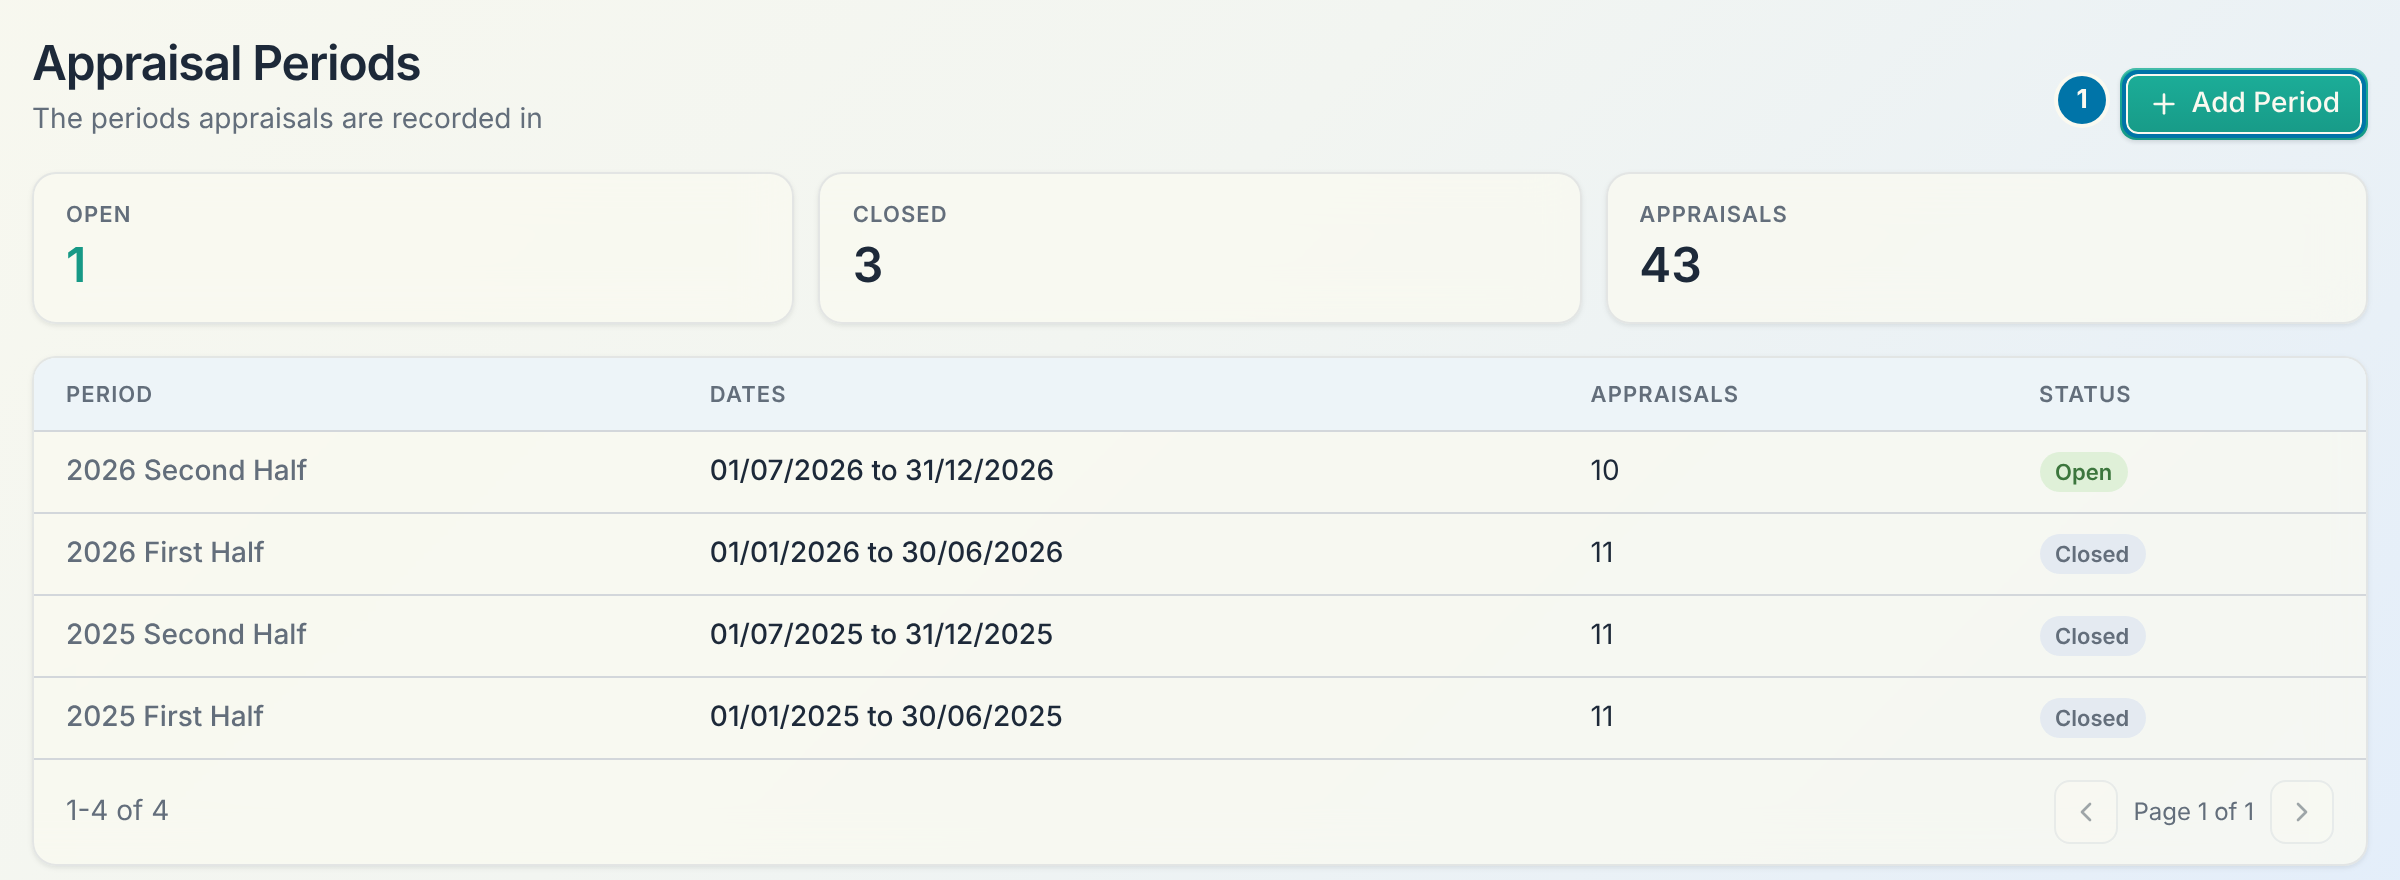 Appraisal Periods
The periods appraisals are recorded in
1
Add Period
OPEN
1
CLOSED
3
APPRAISALS
43
PERIOD DATES APPRAISALS STATUS
2026 Second Half 01/07/2026 to 31/12/2026 10 Open
2026 First Half 01/01/2026 to 30/06/2026 11 Closed
2025 Second Half 01/07/2025 to 31/12/2025 11 Closed
2025 First Half 01/01/2025 to 30/06/2025 11 Closed
1-4 of 4 Page 1 of 1